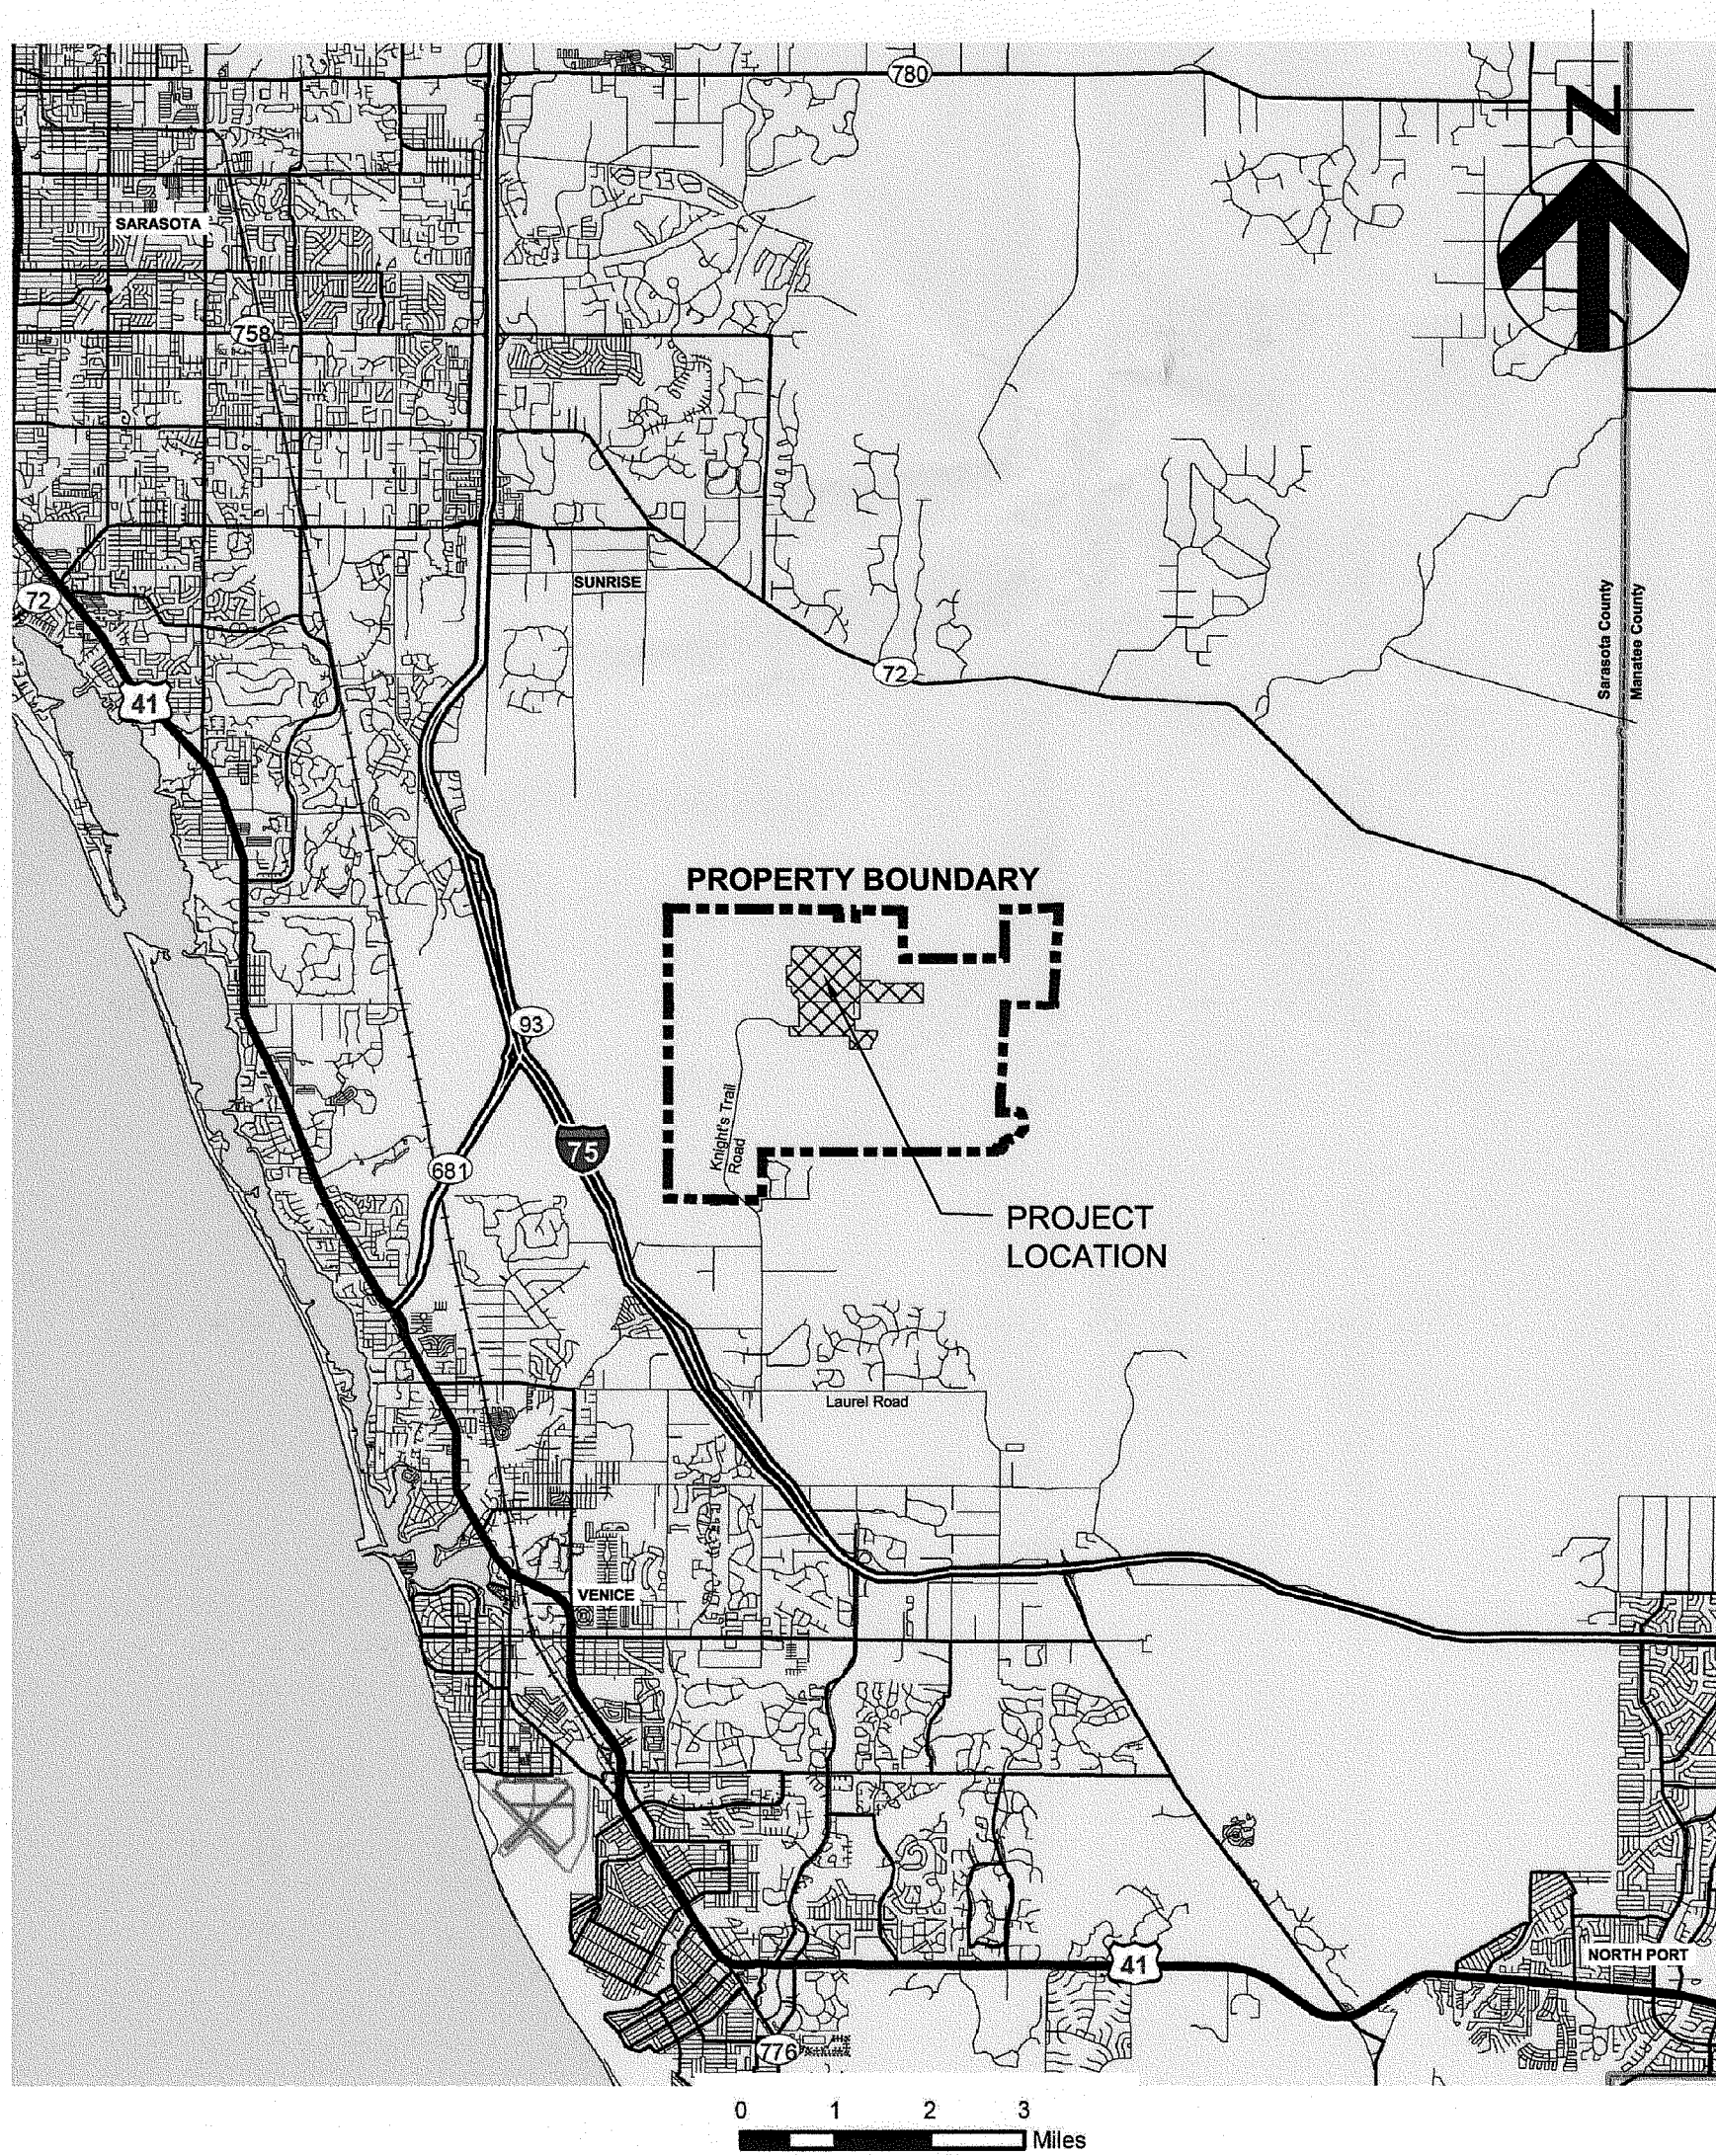 780
N
SARASOTA
758
SUNRISE
72
Sarasota County
Manatee County
72
41
PROPERTY BOUNDARY
93
Knight's Trail
Road
75
681
PROJECT
LOCATION
Laurel Road
VENICE
41
NORTH PORT
776
0 1 2 3
Miles